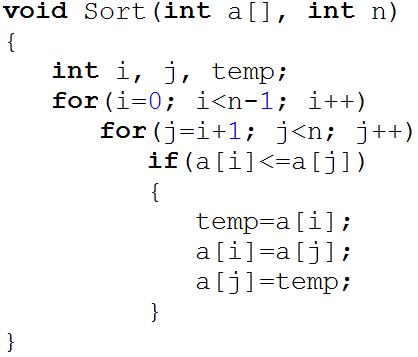 void Sort(int a[], int n)
{
   int i, j, temp;
   for(i=0; i<n-1; i++)
      for(j=i+1; j<n; j++)
         if(a[i]<=a[j])
         {
            temp=a[i];
            a[i]=a[j];
            a[j]=temp;
         }
}